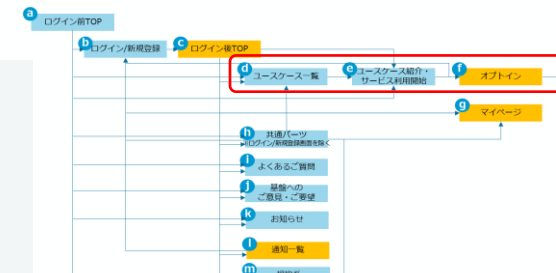 a
ログイン前TOP
b
ログイン/新規登録
c
ログイン後TOP
d
ユースケース一覧
e
ユースケース紹介・
サービス利用開始
f
オプトイン
g
マイページ
h
共通パーツ
ログイン/新規登録画面を除く
i
よくあるご質問
j
基盤への
ご意見・ご要望
k
お知らせ
l
通知一覧
m